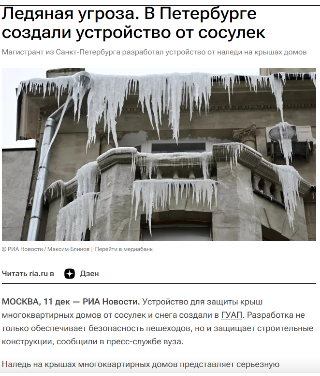 Ледяная угроза. В Петербурге
создали устройство от сосулек
Магистрант из Санкт-Петербурга разработал устройство от наледи на крышах домов
© РИА Новости / Максим Блинов | Перейти в медиабанк
Читать ria.ru в Дзен
МОСКВА, 11 дек — РИА Новости. Устройство для защиты крыш
многоквартирных домов от сосулек и снега создали в ГУАП. Разработка не
только обеспечивает безопасность пешеходов, но и защищает строительные
конструкции, сообщили в пресс-службе вуза.
Наледь на крышах многоквартирных домов представляет серьезную